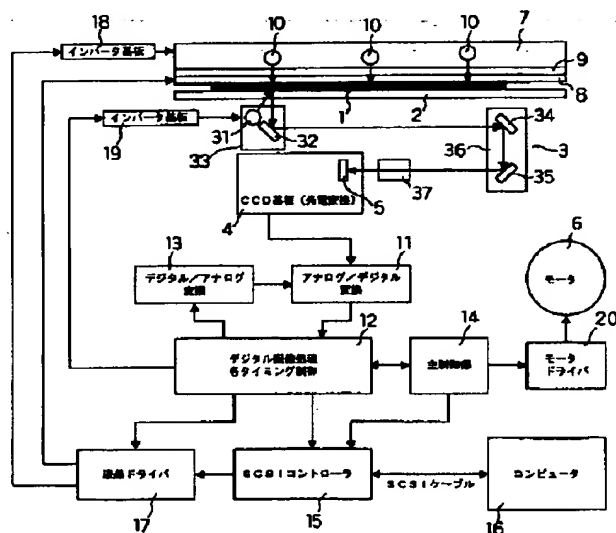 18
インバータ基板
10
10
10
7
9
8
インバータ基板
19
31
33
32
1
2
34
36
3
35
37
5
CCD基板（光電変換）
4
13
デジタル／アナログ
変換
11
アナログ／デジタル
変換
6
モータ
12
デジタル画像処理
各タイミング制御
14
主制御部
20
モータ
ドライバ
液晶ドライバ
17
SCSIコントローラ
15
SCSIケーブル
コンピュータ
16